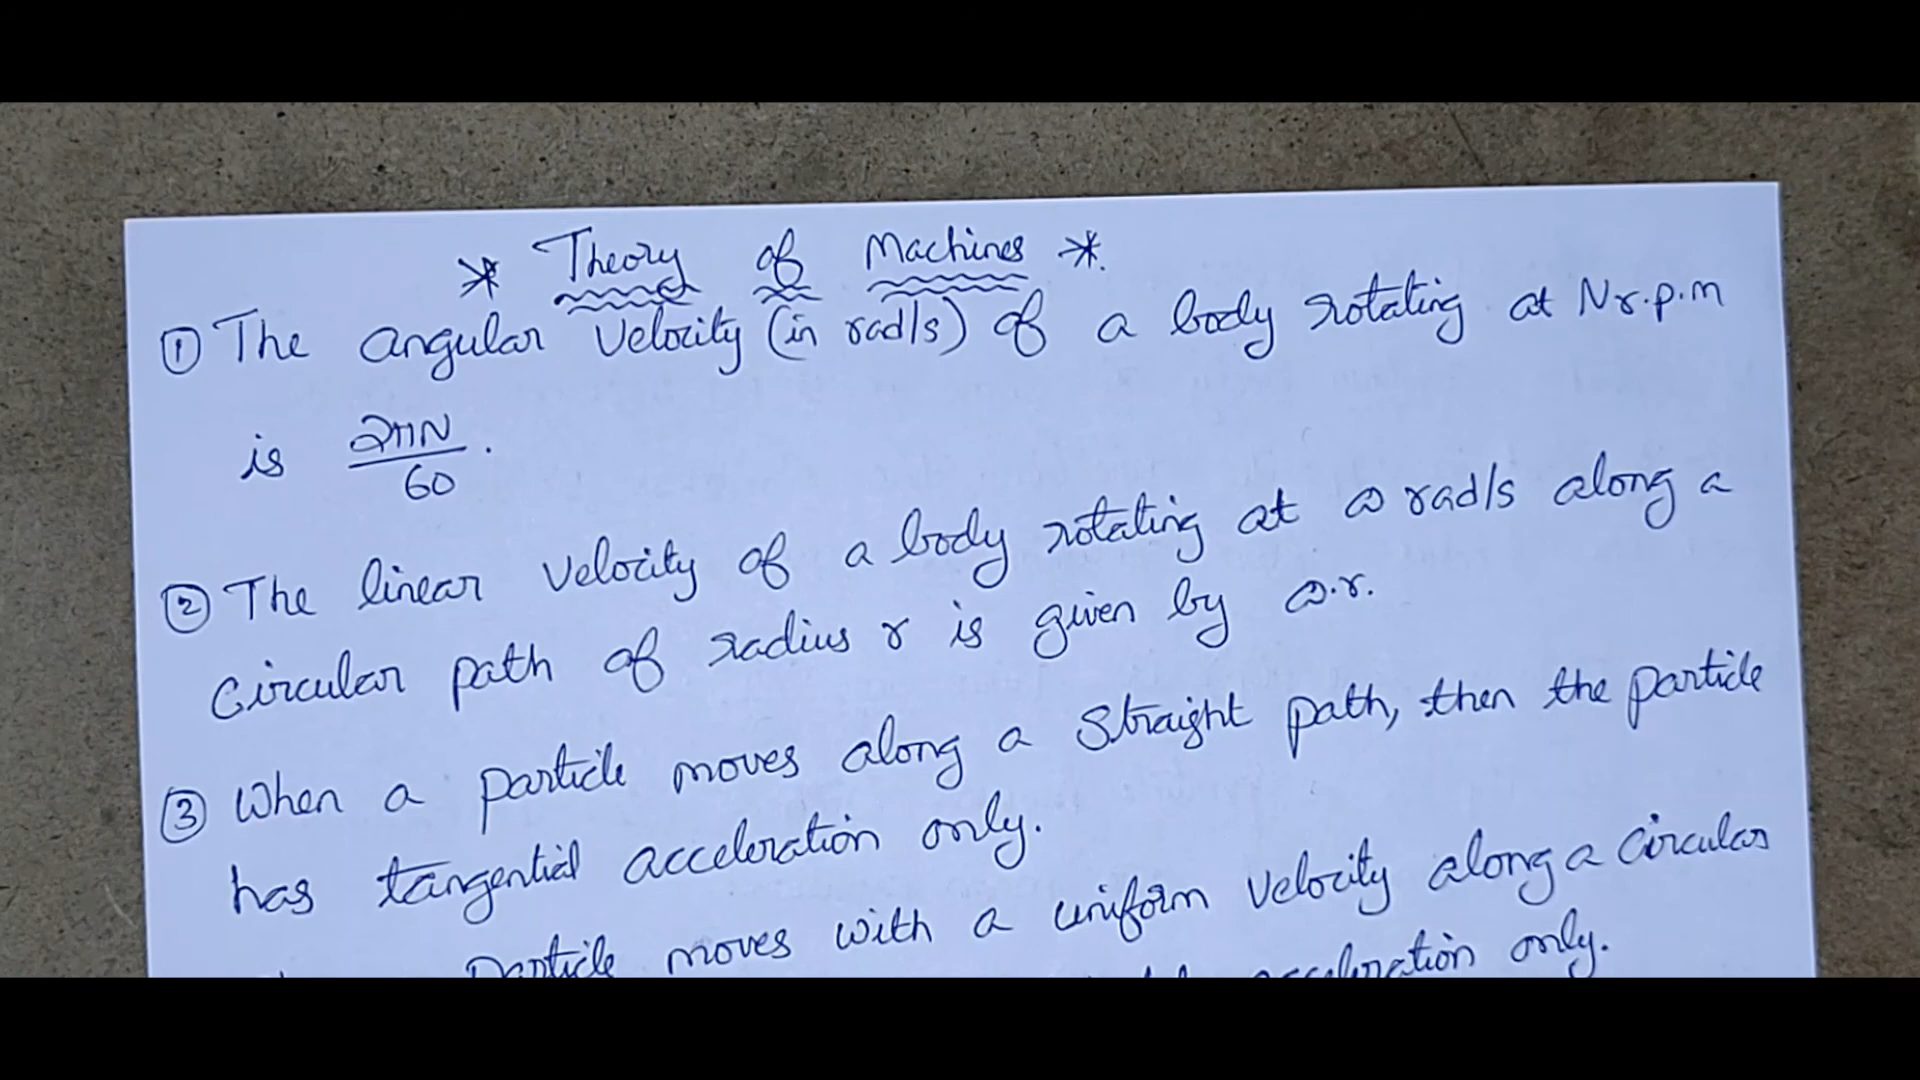 * Theory of Machines *.
① The angular velocity (in rad/s) of a body rotating at N r.p.m
is 2πN/60.
② The linear velocity of a body rotating at ω rad/s along a
circular path of radius r is given by ω.r.
③ When a particle moves along a straight path, then the particle
has tangential acceleration only.
particle moves with a uniform velocity along a circular
acceleration only.